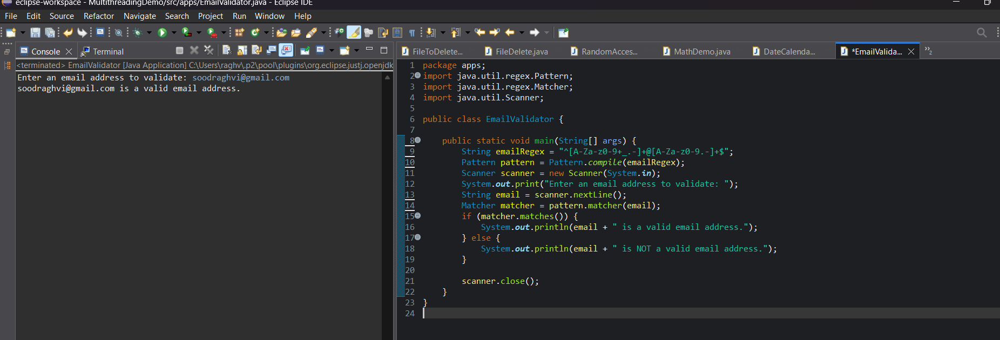 eclipse-workspace - MultithreadingDemo/src/apps/EmailValidator.java - Eclipse IDE
File Edit Source Refactor Navigate Search Project Run Window Help
Console Terminal
<terminated> EmailValidator [Java Application] C:\Users\raghv\.p2\pool\plugins\org.eclipse.justj.openjdk
Enter an email address to validate: soodraghvi@gmail.com
soodraghvi@gmail.com is a valid email address.
FileToDelete... FileDelete.java RandomAcces... MathDemo.java DateCalenda... *EmailValida... »2
1 package apps;
2 import java.util.regex.Pattern;
3 import java.util.regex.Matcher;
4 import java.util.Scanner;
5
6 public class EmailValidator {
7
8 public static void main(String[] args) {
9 String emailRegex = "^[A-Za-z0-9+_.-]+@[A-Za-z0-9.-]+$";
10 Pattern pattern = Pattern.compile(emailRegex);
11 Scanner scanner = new Scanner(System.in);
12 System.out.print("Enter an email address to validate: ");
13 String email = scanner.nextLine();
14 Matcher matcher = pattern.matcher(email);
15 if (matcher.matches()) {
16 System.out.println(email + " is a valid email address.");
17 } else {
18 System.out.println(email + " is NOT a valid email address.");
19 }
20
21 scanner.close();
22 }
23 }
24